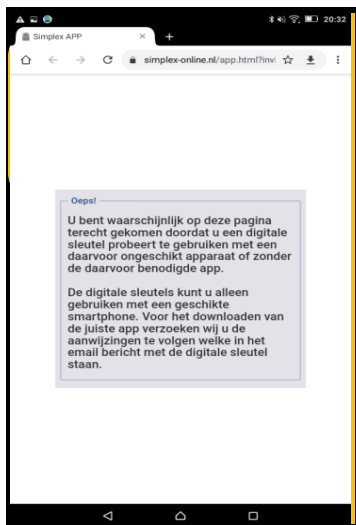 20:32
Simplex APP
simplex-online.nl/app.html?invi
Oeps!
U bent waarschijnlijk op deze pagina
terecht gekomen doordat u een digitale
sleutel probeert te gebruiken met een
daarvoor ongeschikt apparaat of zonder
de daarvoor benodigde app.
De digitale sleutels kunt u alleen
gebruiken met een geschikte
smartphone. Voor het downloaden van
de juiste app verzoeken wij u de
aanwijzingen te volgen welke in het
email bericht met de digitale sleutel
staan.